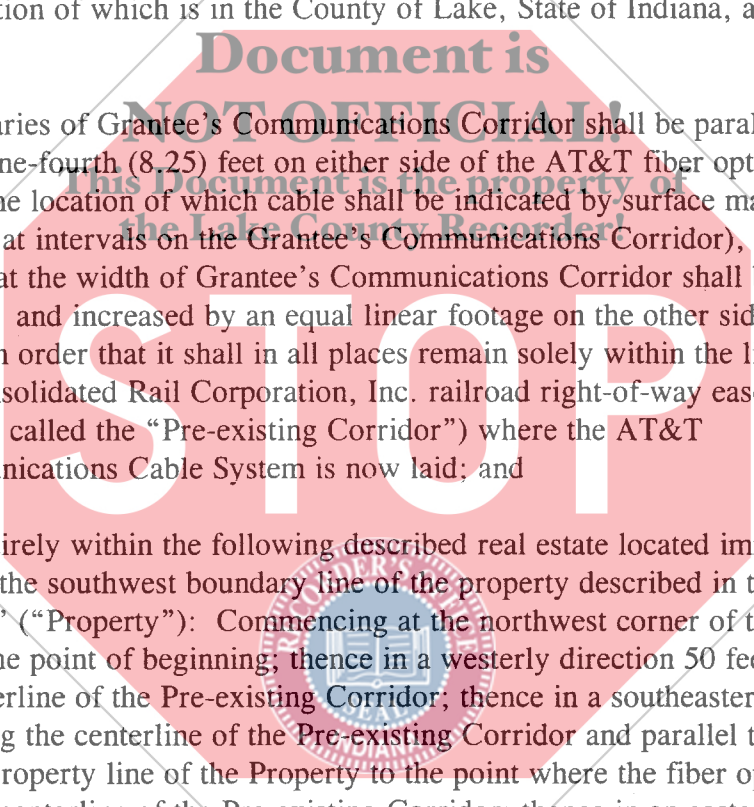 tion of which is in the County of Lake, State of Indiana, a
Document is
NOT OFFICIAL!
aries of Grantee's Communications Corridor shall be paral
ne-fourth (8.25) feet on either side of the AT&T fiber opt
This Document is the property of
ne location of which cable shall be indicated by surface ma
the Lake County Recorder!
at intervals on the Grantee's Communications Corridor),
at the width of Grantee's Communications Corridor shall
and increased by an equal linear footage on the other sid
n order that it shall in all places remain solely within the l
nsolidated Rail Corporation, Inc. railroad right-of-way eas
called the “Pre-existing Corridor”) where the AT&T
nications Cable System is now laid; and
STOP
irely within the following described real estate located im
the southwest boundary line of the property described in t
” (“Property”): Commencing at the northwest corner of t
ne point of beginning; thence in a westerly direction 50 fee
erline of the Pre-existing Corridor; thence in a southeaster
g the centerline of the Pre-existing Corridor and parallel t
roperty line of the Property to the point where the fiber o
RECORDER'S OFFICE
SEAL
INDIANA